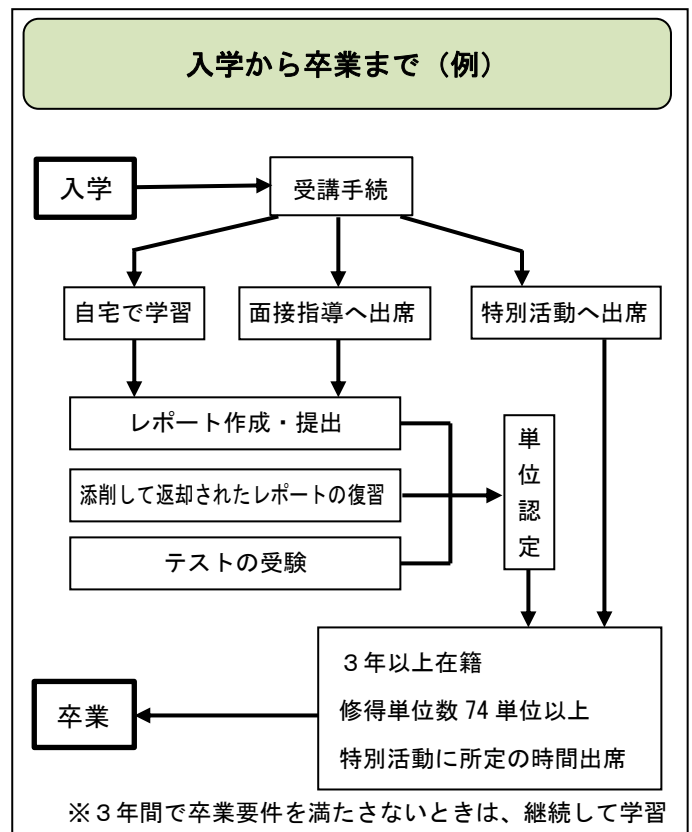 入学から卒業まで（例）
入学
受講手続
自宅で学習
面接指導へ出席
特別活動へ出席
レポート作成・提出
添削して返却されたレポートの復習
テストの受験
単位認定
３年以上在籍
修得単位数 74 単位以上
特別活動に所定の時間出席
卒業
※３年間で卒業要件を満たさないときは、継続して学習